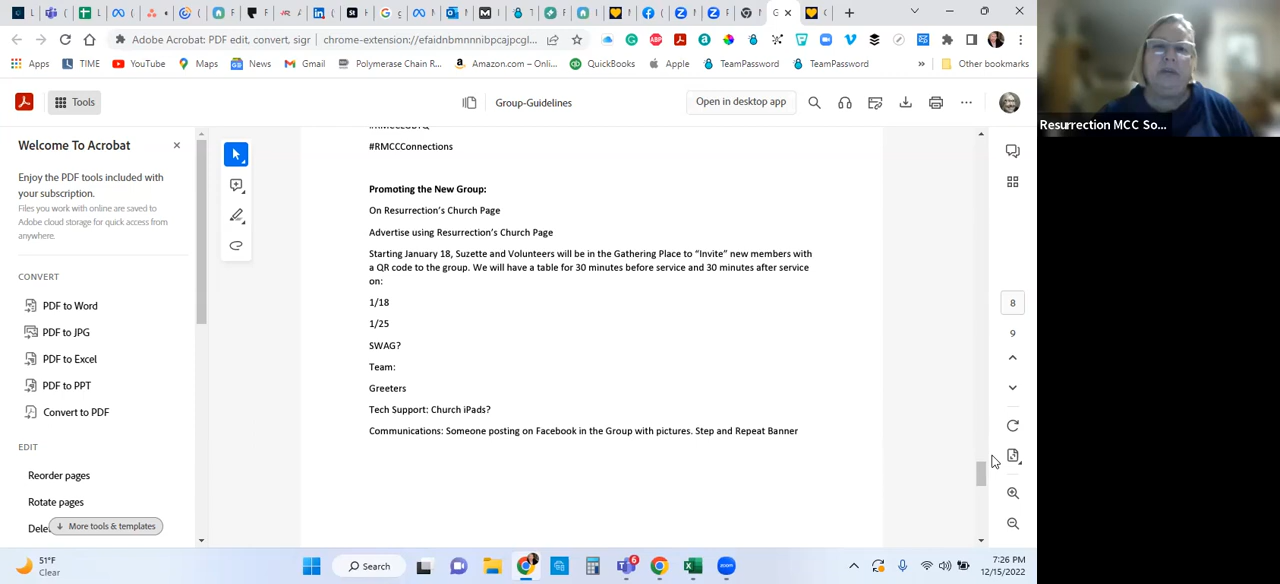 Adobe Acrobat: PDF edit, convert, sigr
chrome-extension://efaidnbmnnnibpcajpcgl...
Apps
TIME
YouTube
Maps
News
Gmail
Polymerase Chain R...
Amazon.com – Onli...
QuickBooks
Apple
TeamPassword
TeamPassword
»
Other bookmarks
Tools
Group-Guidelines
Open in desktop app
Resurrection MCC So...
Welcome To Acrobat
Enjoy the PDF tools included with
your subscription.
Files you work with online are saved to
Adobe cloud storage for quick access from
anywhere.
CONVERT
PDF to Word
PDF to JPG
PDF to Excel
PDF to PPT
Convert to PDF
EDIT
Reorder pages
Rotate pages
More tools & templates
#RMCCConnections
Promoting the New Group:
On Resurrection's Church Page
Advertise using Resurrection's Church Page
Starting January 18, Suzette and Volunteers will be in the Gathering Place to "Invite" new members with
a QR code to the group. We will have a table for 30 minutes before service and 30 minutes after service
on:
1/18
1/25
SWAG?
Team:
Greeters
Tech Support: Church iPads?
Communications: Someone posting on Facebook in the Group with pictures. Step and Repeat Banner
8
9
51°F
Clear
Search
6
zoom
7:26 PM
12/15/2022